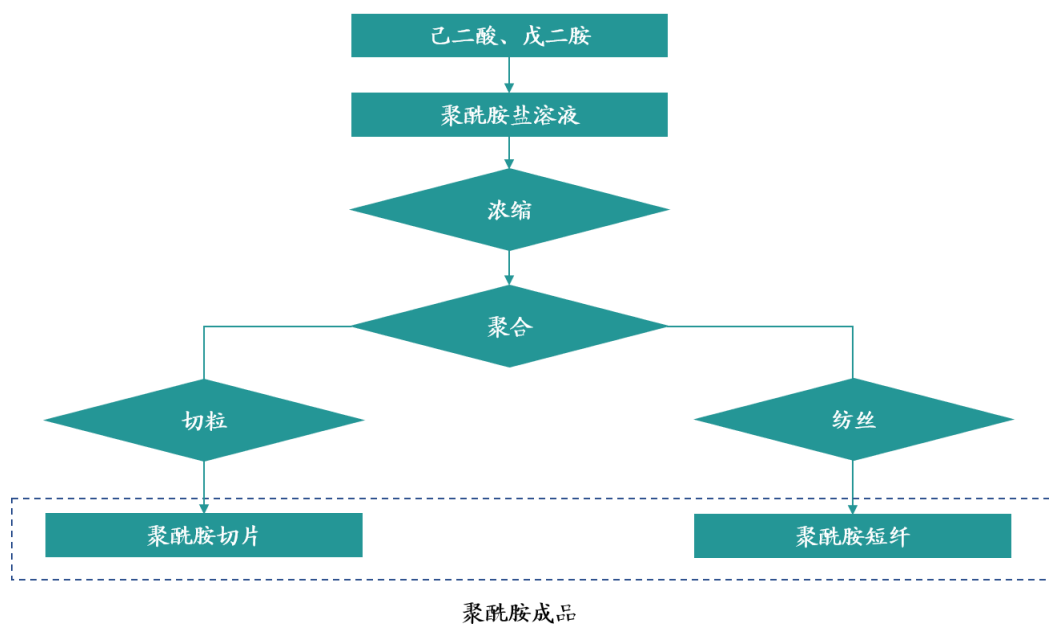 己二酸、戊二胺
聚酰胺盐溶液
浓缩
聚合
切粒
纺丝
聚酰胺切片
聚酰胺短纤
聚酰胺成品